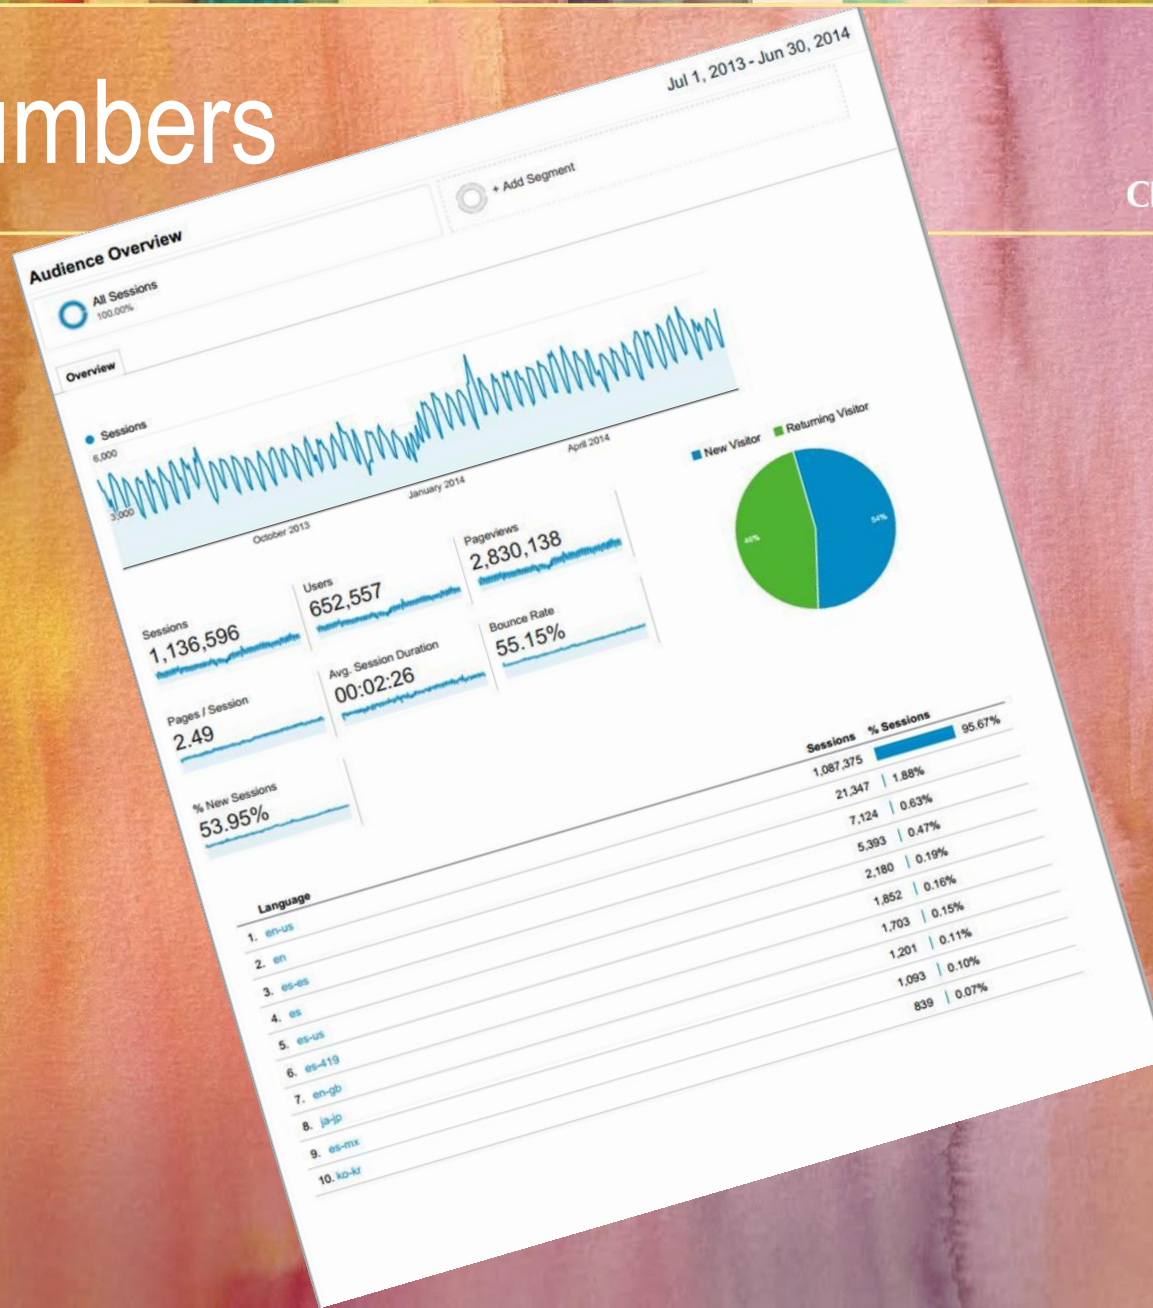 umbers
Jul 1, 2013 - Jun 30, 2014
Audience Overview
All Sessions
100.00%
+ Add Segment
Overview
Sessions
6,000
3,000
October 2013
January 2014
April 2014
New Visitor
Returning Visitor
54%
46%
Sessions
1,136,596
Users
652,557
Pageviews
2,830,138
Pages / Session
2.49
Avg. Session Duration
00:02:26
Bounce Rate
55.15%
% New Sessions
53.95%
Language Sessions % Sessions
1. en-us 1,087,375 95.67%
2. en 21,347 1.88%
3. es-es 7,124 0.63%
4. es 5,393 0.47%
5. es-us 2,180 0.19%
6. es-419 1,852 0.16%
7. en-gb 1,703 0.15%
8. ja-jp 1,201 0.11%
9. es-mx 1,093 0.10%
10. ko-kr 839 0.07%